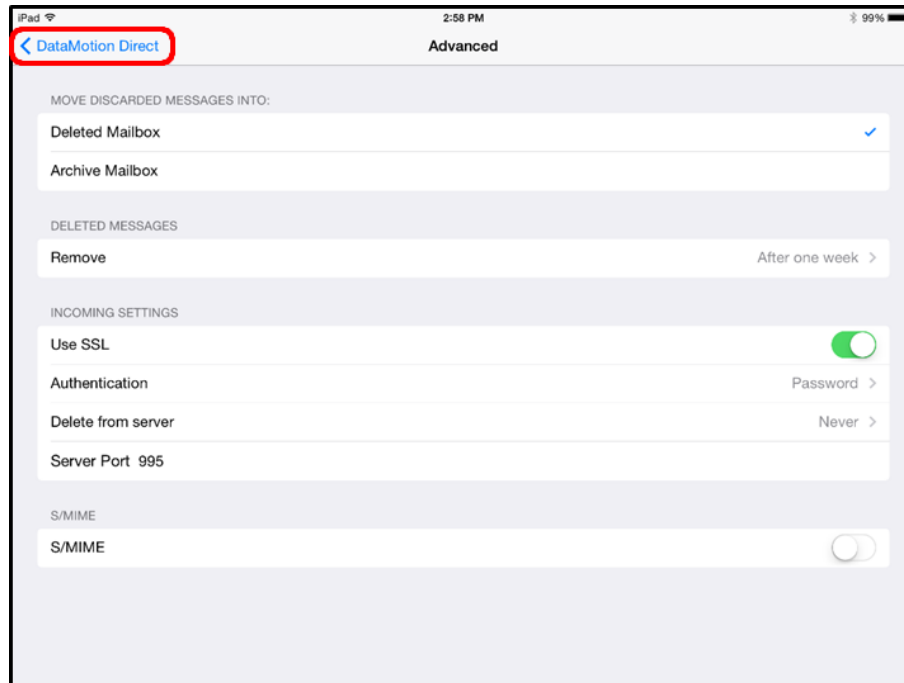 iPad 2:58 PM 99%
DataMotion Direct Advanced
MOVE DISCARDED MESSAGES INTO:
Deleted Mailbox
Archive Mailbox
DELETED MESSAGES
Remove After one week
INCOMING SETTINGS
Use SSL
Authentication Password
Delete from server Never
Server Port 995
S/MIME
S/MIME